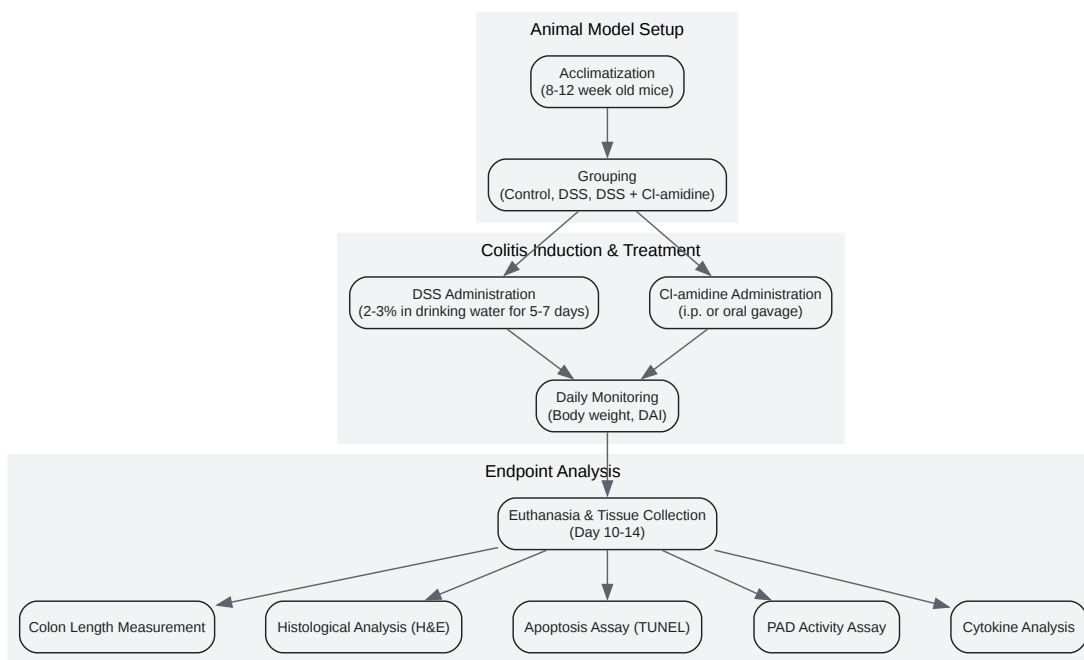 Animal Model Setup
Acclimatization
(8-12 week old mice)
Grouping
(Control, DSS, DSS + Cl-amidine)
Colitis Induction & Treatment
DSS Administration
(2-3% in drinking water for 5-7 days)
Cl-amidine Administration
(i.p. or oral gavage)
Daily Monitoring
(Body weight, DAI)
Endpoint Analysis
Euthanasia & Tissue Collection
(Day 10-14)
Colon Length Measurement
Histological Analysis (H&E)
Apoptosis Assay (TUNEL)
PAD Activity Assay
Cytokine Analysis